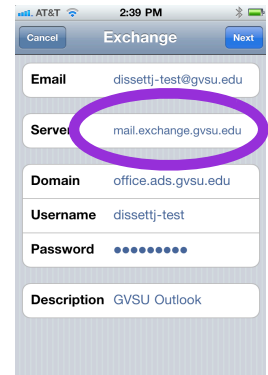 AT&T 2:39 PM
Cancel Exchange Next
Email dissettj-test@gvsu.edu
Server mail.exchange.gvsu.edu
Domain office.ads.gvsu.edu
Username dissettj-test
Password ●●●●●●●●●
Description GVSU Outlook